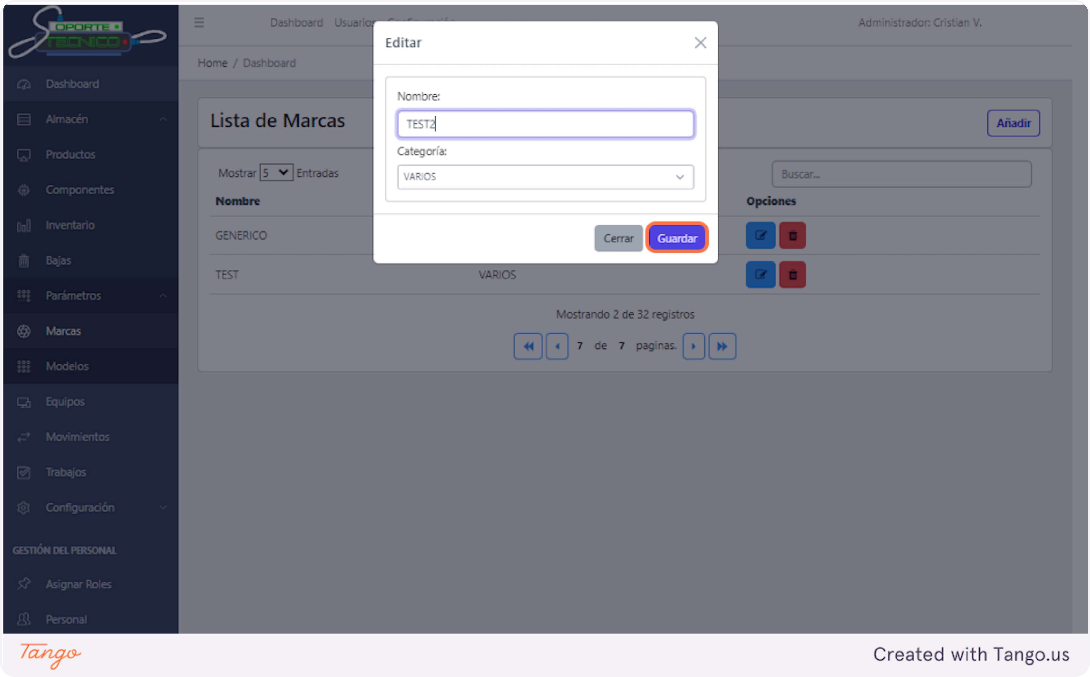 SOPORTE
TECNICO
Dashboard
Almacén
Productos
Componentes
Inventario
Bajas
Parámetros
Marcas
Modelos
Equipos
Movimientos
Trabajos
Configuración
GESTIÓN DEL PERSONAL
Asignar Roles
Personal
Dashboard Usuarios Configuración
Administrador: Cristian V.
Home / Dashboard
Lista de Marcas
Añadir
Mostrar 5 Entradas
Buscar...
Nombre Opciones
GENERICO
TEST VARIOS
Mostrando 2 de 32 registros
7 de 7 paginas.
Editar
Nombre:
TEST2
Categoría:
VARIOS
Cerrar Guardar
Tango
Created with Tango.us